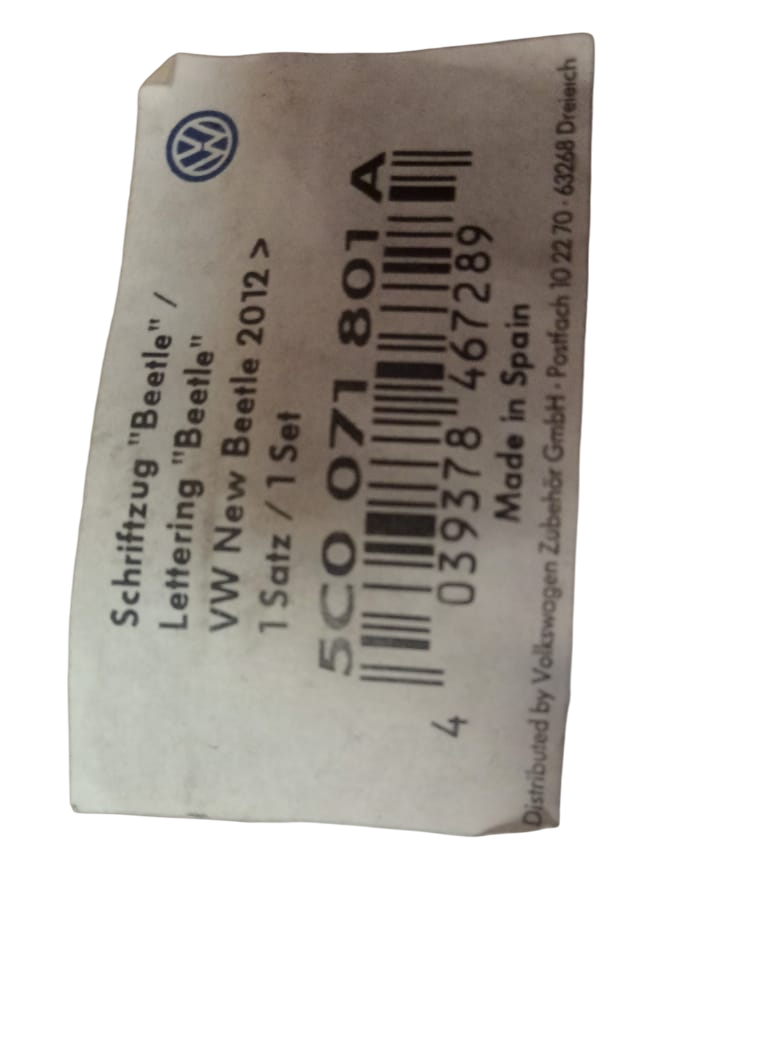 Schriftzug "Beetle" /
Lettering "Beetle"
VW New Beetle 2012 >
1 Satz / 1 Set
5C0 071 801 A
4 039378 467289
Made in Spain
Distributed by Volkswagen Zubehör GmbH · Postfach 10 22 70 · 63268 Dreieich